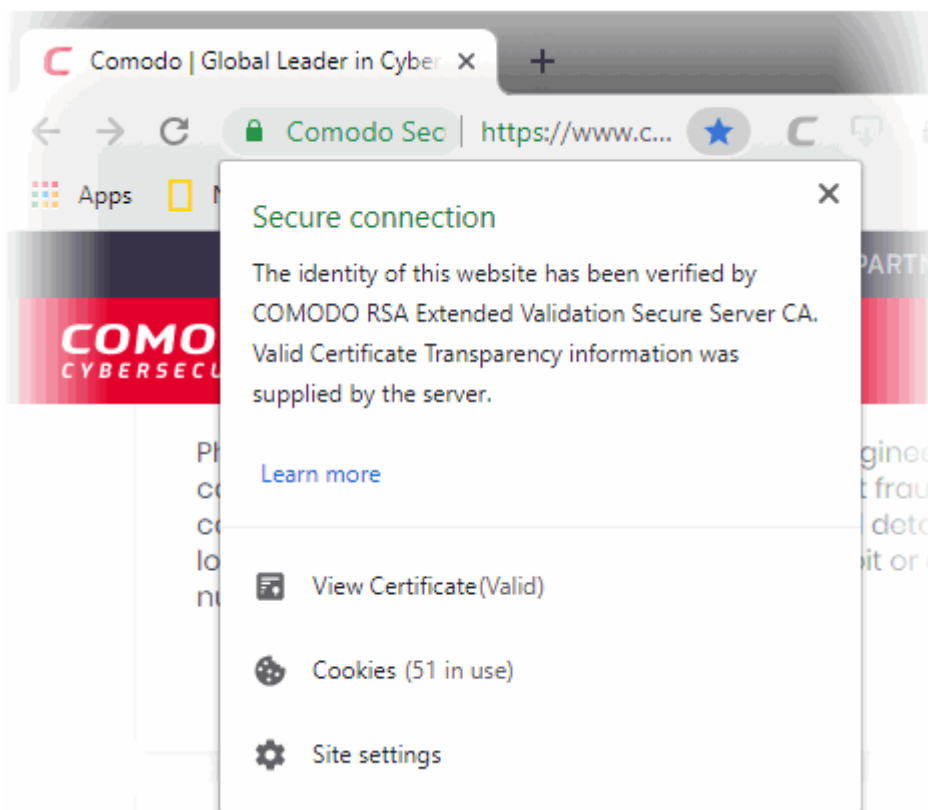 Comodo | Global Leader in Cyber
Comodo Sec | https://www.c...
Apps
Secure connection
The identity of this website has been verified by
COMODO RSA Extended Validation Secure Server CA.
Valid Certificate Transparency information was
supplied by the server.
Learn more
View Certificate(Valid)
Cookies (51 in use)
Site settings